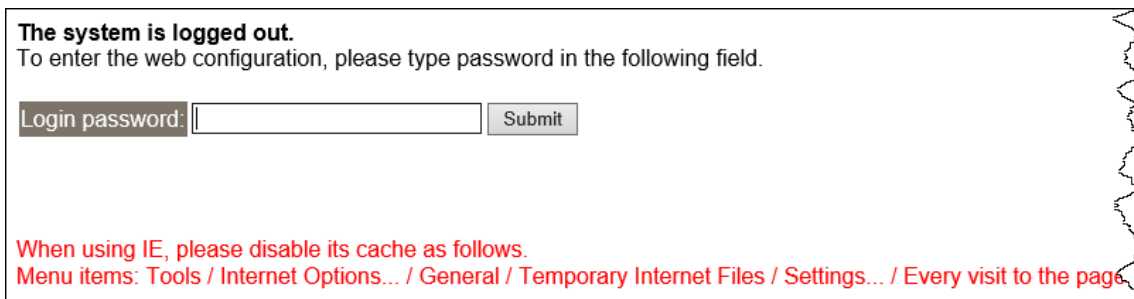 The system is logged out.
To enter the web configuration, please type password in the following field.
Login password: Submit
When using IE, please disable its cache as follows.
Menu items: Tools / Internet Options... / General / Temporary Internet Files / Settings... / Every visit to the page